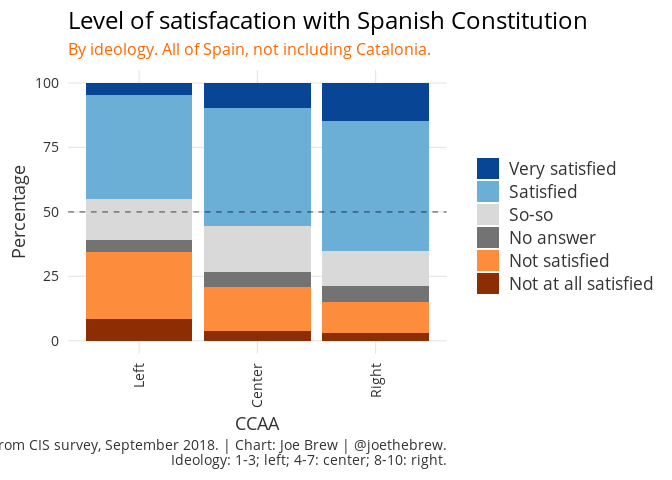 Level of satisfacation with Spanish Constitution
By ideology. All of Spain, not including Catalonia.
Percentage
100
75
50
25
0
Left
Center
Right
CCAA
Very satisfied
Satisfied
So-so
No answer
Not satisfied
Not at all satisfied
from CIS survey, September 2018. | Chart: Joe Brew | @joethebrew.
Ideology: 1-3; left; 4-7: center; 8-10: right.